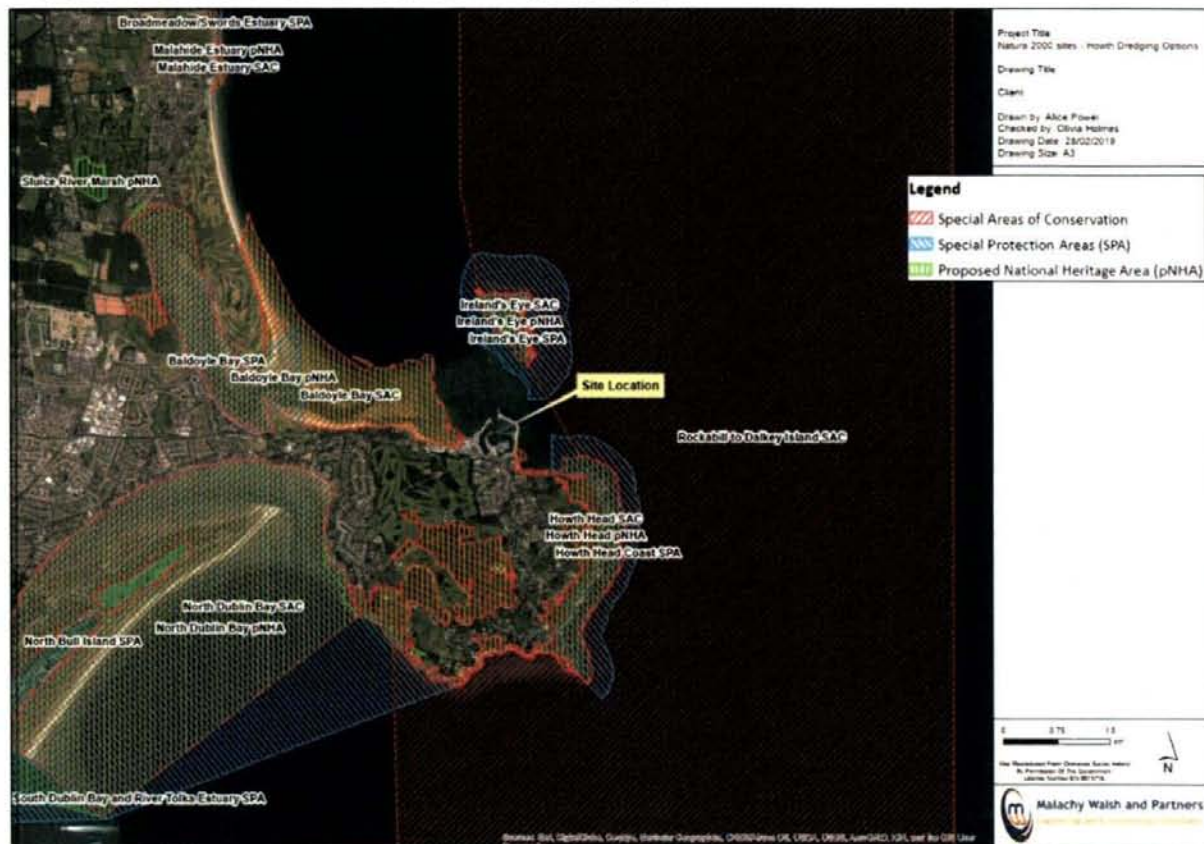 Broadmeadow/Swords Estuary SPA
Malahide Estuary pNHA
Malahide Estuary SAC
Sluice River Marsh pNHA
Ireland's Eye SAC
Ireland's Eye pNHA
Ireland's Eye SPA
Baldoyle Bay SPA
Baldoyle Bay pNHA
Baldoyle Bay SAC
Site Location
Rockabill to Dalkey Island SAC
Howth Head SAC
Howth Head pNHA
Howth Head Coast SPA
North Dublin Bay SAC
North Dublin Bay pNHA
North Bull Island SPA
South Dublin Bay and River Tolka Estuary SPA
Project Title
Natura 2000 sites - Howth Dredging Options
Drawing Title
Client
Drawn by: Alice Power
Checked by: Olivia Holmes
Drawing Date: 28/02/2019
Drawing Size: A3
Legend
Special Areas of Conservation
Special Protection Areas (SPA)
Proposed National Heritage Area (pNHA)
0 0.75 1.5
N
Malachy Walsh and Partners